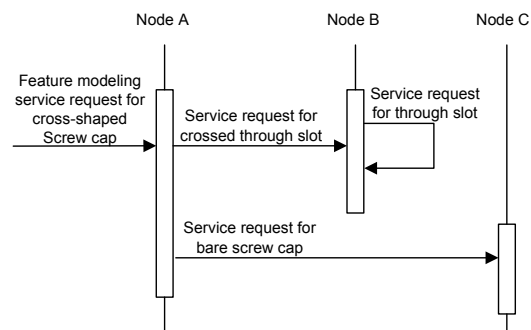 Node A
Node B
Node C
Feature modeling
service request for
cross-shaped
Screw cap
Service request for
crossed through slot
Service request
for through slot
Service request for
bare screw cap